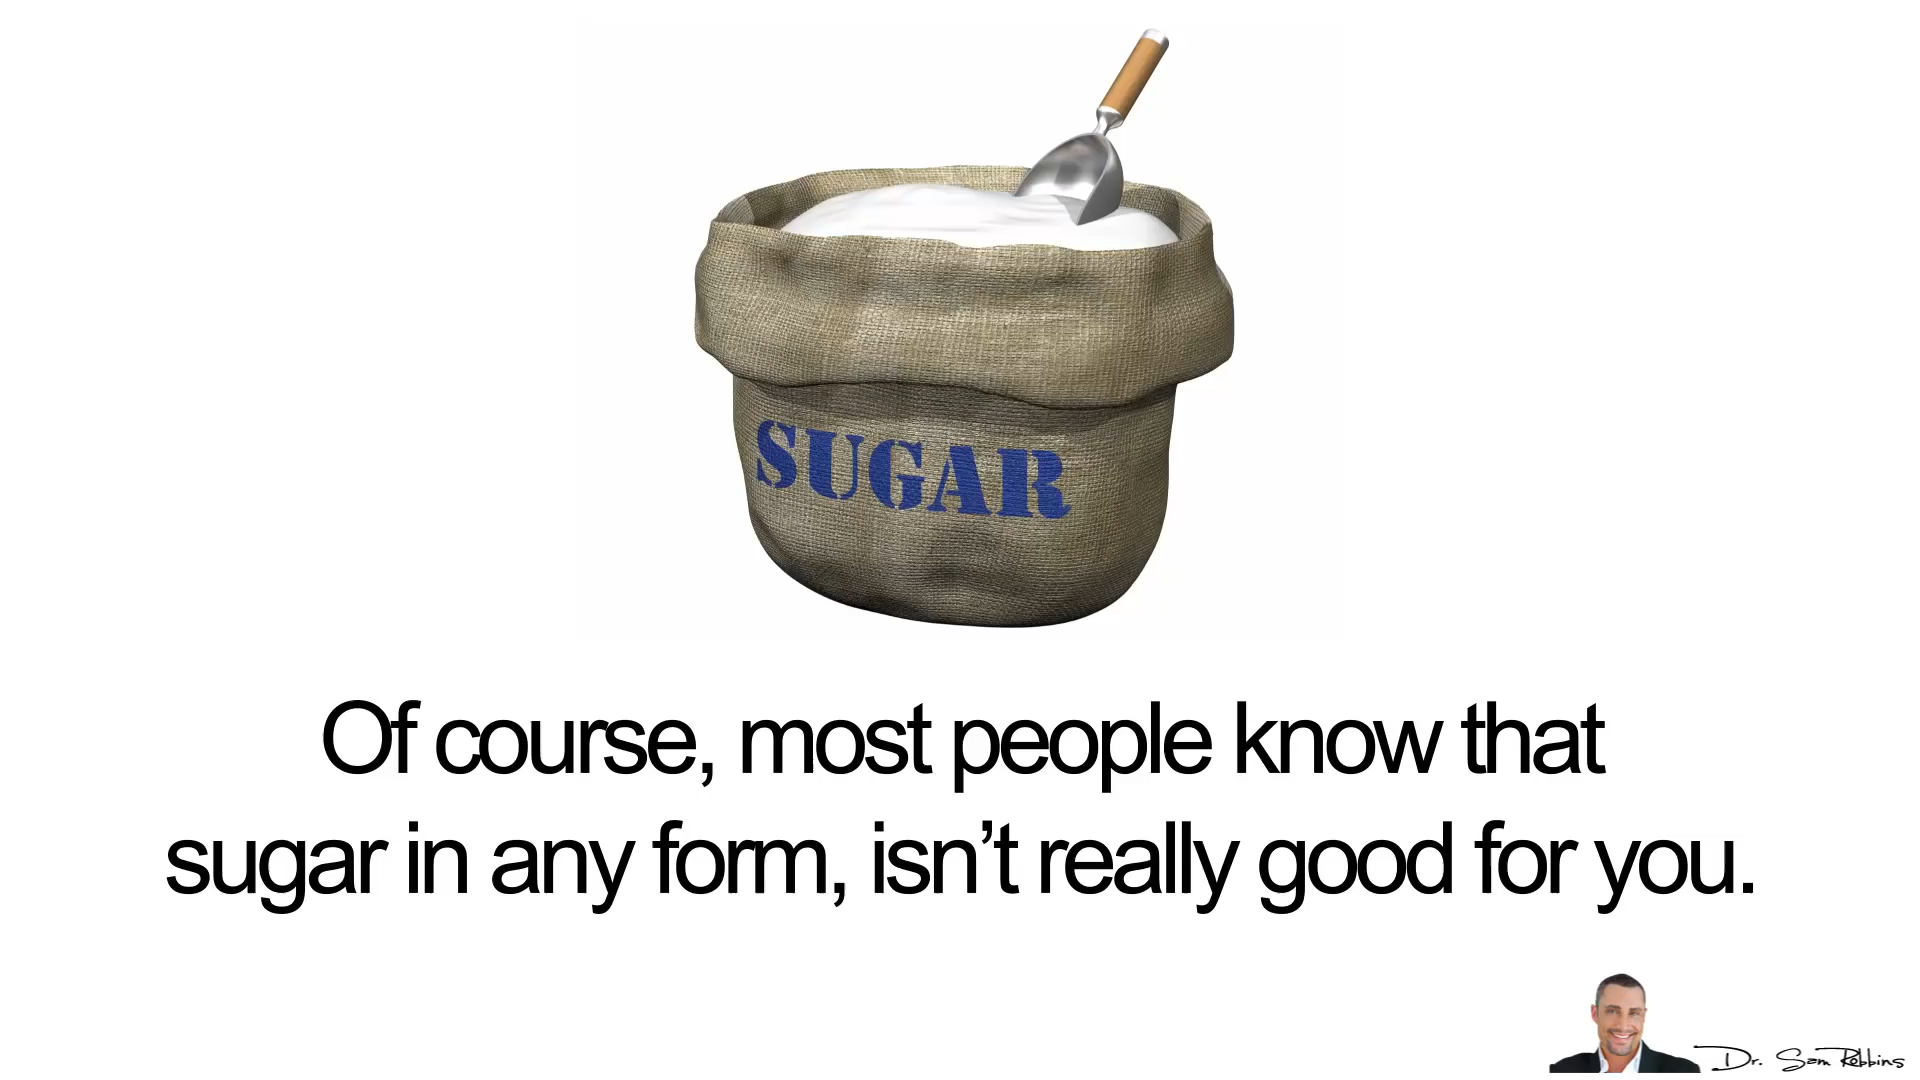 SUGAR
Of course, most people know that
sugar in any form, isn’t really good for you.
Dr. Sam Robbins